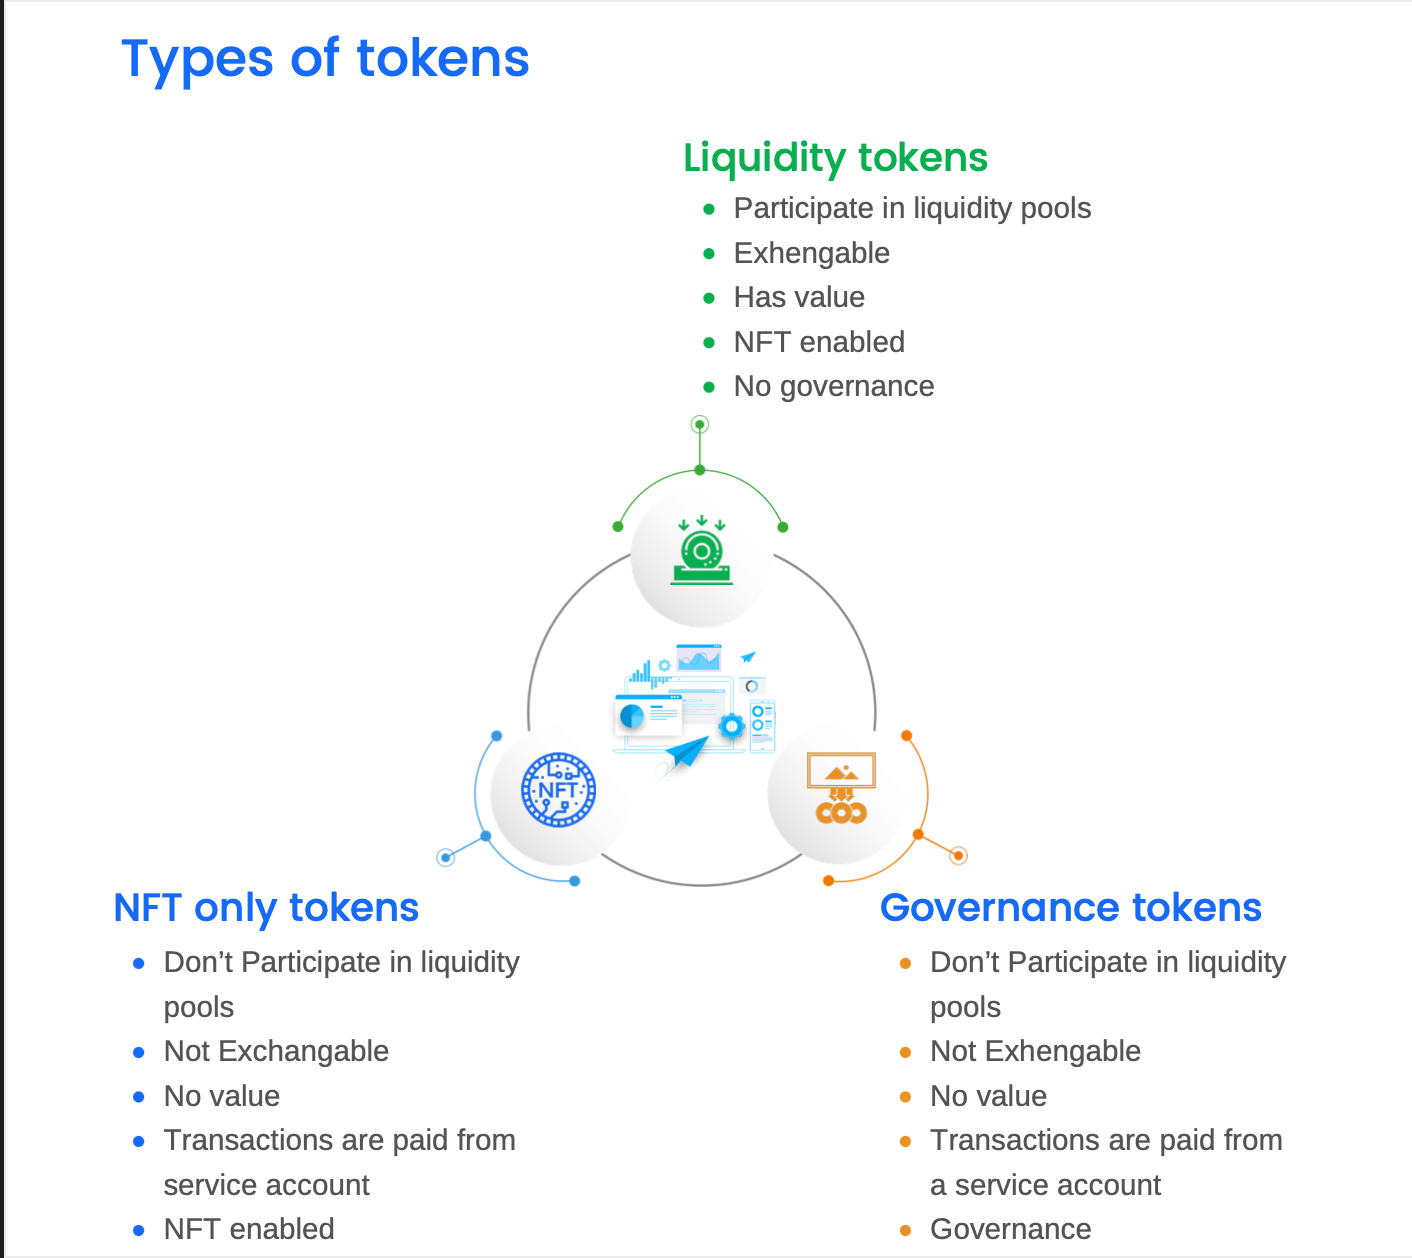 Types of tokens
Liquidity tokens
Participate in liquidity pools
Exhengable
Has value
NFT enabled
No governance
NFT
NFT only tokens
Don’t Participate in liquidity
pools
Not Exchangable
No value
Transactions are paid from
service account
NFT enabled
Governance tokens
Don’t Participate in liquidity
pools
Not Exhengable
No value
Transactions are paid from
a service account
Governance